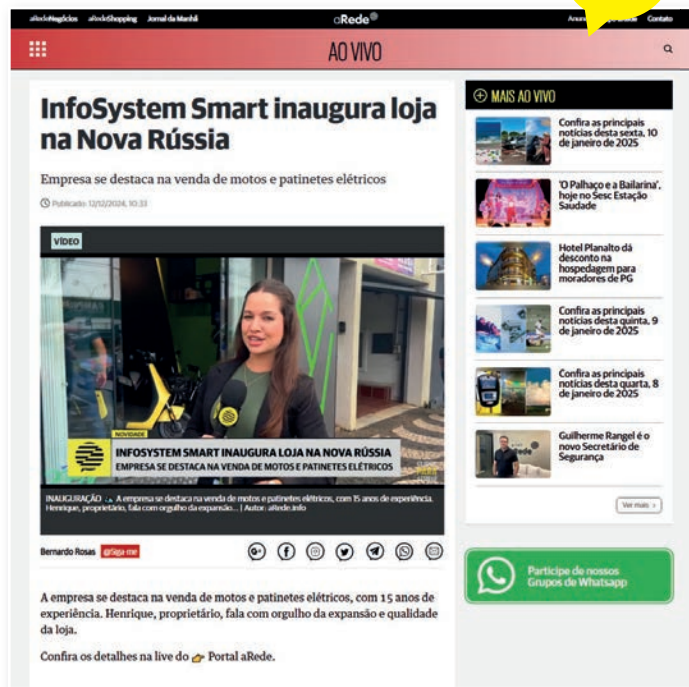 aRedeNegócios aRedeShopping Jornal da Manhã
aRede
Contato
AO VIVO
InfoSystem Smart inaugura loja
na Nova Rússia
Empresa se destaca na venda de motos e patinetes elétricos
Publicado: 12/12/2024, 10:33
VÍDEO
NOVIDADE
INFOSYSTEM SMART INAUGURA LOJA NA NOVA RÚSSIA
EMPRESA SE DESTACA NA VENDA DE MOTOS E PATINETES ELÉTRICOS
INAUGURAÇÃO A empresa se destaca na venda de motos e patinetes elétricos, com 15 anos de experiência.
Henrique, proprietário, fala com orgulho da expansão... | Autor: aRede.info
Bernardo Rosas @Siga-me
A empresa se destaca na venda de motos e patinetes elétricos, com 15 anos de
experiência. Henrique, proprietário, fala com orgulho da expansão e qualidade
da loja.
Confira os detalhes na live do 👉 Portal aRede.
MAIS AO VIVO
Confira as principais
notícias desta sexta, 10
de janeiro de 2025
'O Palhaço e a Bailarina',
hoje no Sesc Estação
Saudade
Hotel Planalto dá
desconto na
hospedagem para
moradores de PG
Confira as principais
notícias desta quinta, 9
de janeiro de 2025
Confira as principais
notícias desta quarta, 8
de janeiro de 2025
Guilherme Rangel é o
novo Secretário de
Segurança
Ver mais >
Participe de nossos
Grupos de Whatsapp